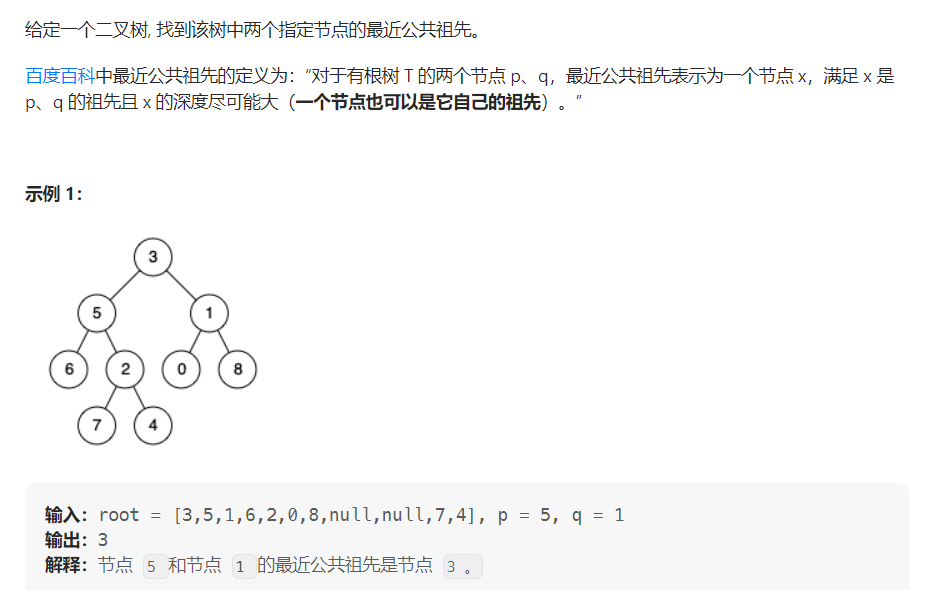 给定一个二叉树, 找到该树中两个指定节点的最近公共祖先。
百度百科中最近公共祖先的定义为：“对于有根树 T 的两个节点 p、q，最近公共祖先表示为一个节点 x，满足 x 是
p、q 的祖先且 x 的深度尽可能大（一个节点也可以是它自己的祖先）。”
示例 1：
3
5 1
6 2 0 8
7 4
输入：root = [3,5,1,6,2,0,8,null,null,7,4], p = 5, q = 1
输出：3
解释：节点 5 和节点 1 的最近公共祖先是节点 3 。